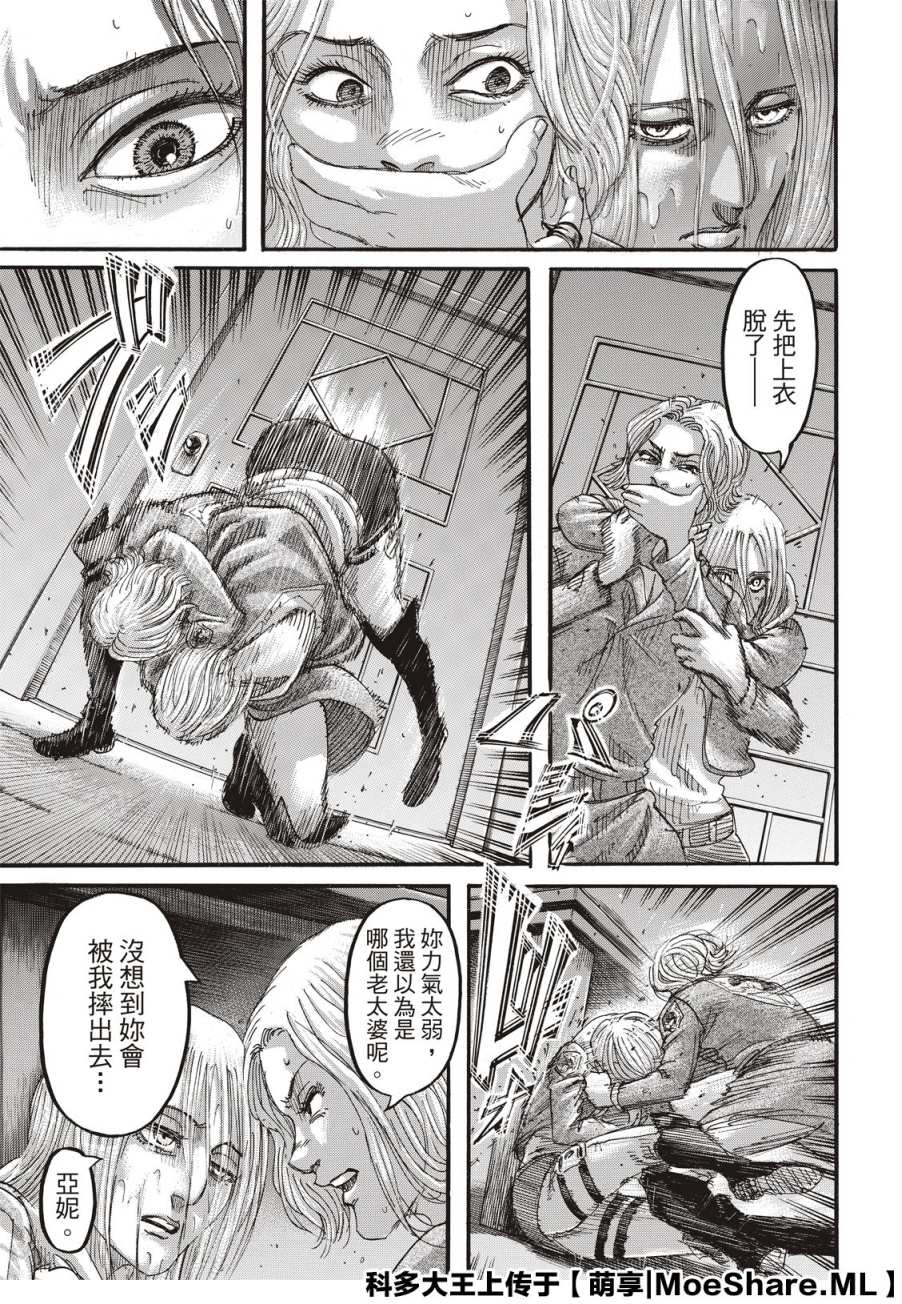 先把上衣
脫了——
妳力氣太弱，
我還以為是
哪個老太婆呢。
沒想到妳會
被我摔出去…
亞妮。
科多大王上传于【萌享|MoeShare.ML】